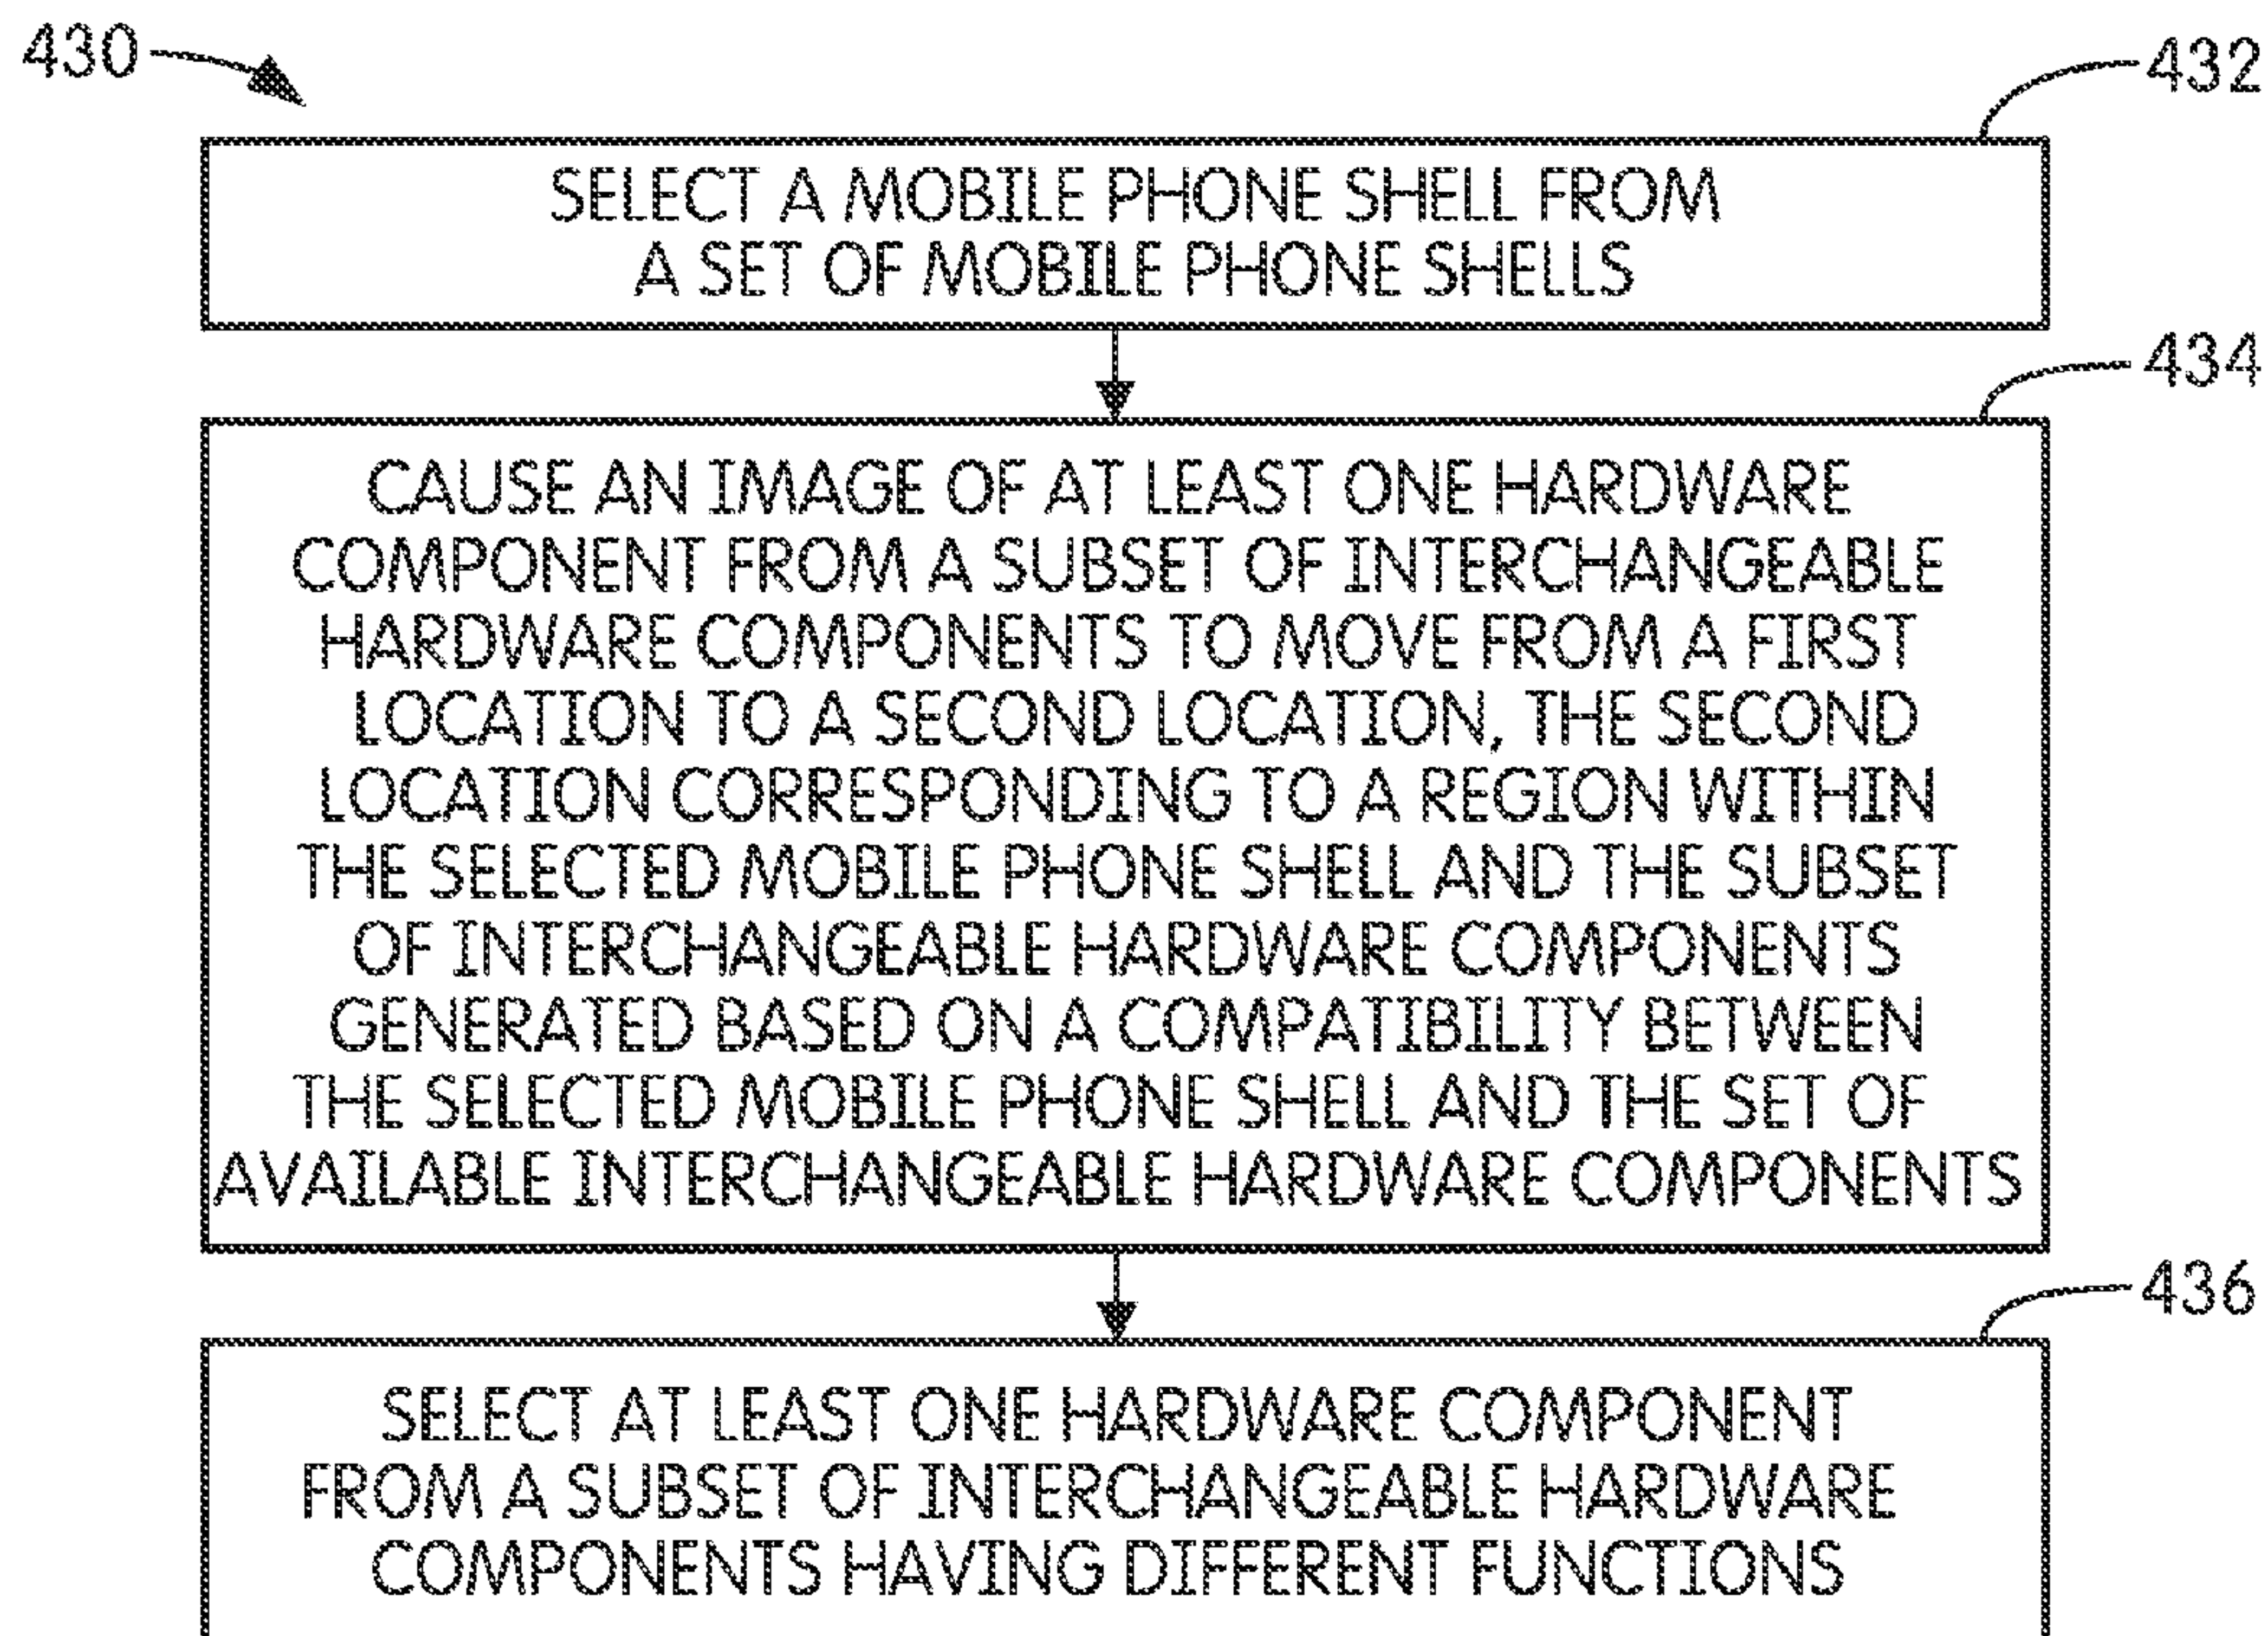 430
432
SELECT A MOBILE PHONE SHELL FROM
A SET OF MOBILE PHONE SHELLS
434
CAUSE AN IMAGE OF AT LEAST ONE HARDWARE
COMPONENT FROM A SUBSET OF INTERCHANGEABLE
HARDWARE COMPONENTS TO MOVE FROM A FIRST
LOCATION TO A SECOND LOCATION, THE SECOND
LOCATION CORRESPONDING TO A REGION WITHIN
THE SELECTED MOBILE PHONE SHELL AND THE SUBSET
OF INTERCHANGEABLE HARDWARE COMPONENTS
GENERATED BASED ON A COMPATIBILITY BETWEEN
THE SELECTED MOBILE PHONE SHELL AND THE SET OF
AVAILABLE INTERCHANGEABLE HARDWARE COMPONENTS
436
SELECT AT LEAST ONE HARDWARE COMPONENT
FROM A SUBSET OF INTERCHANGEABLE HARDWARE
COMPONENTS HAVING DIFFERENT FUNCTIONS